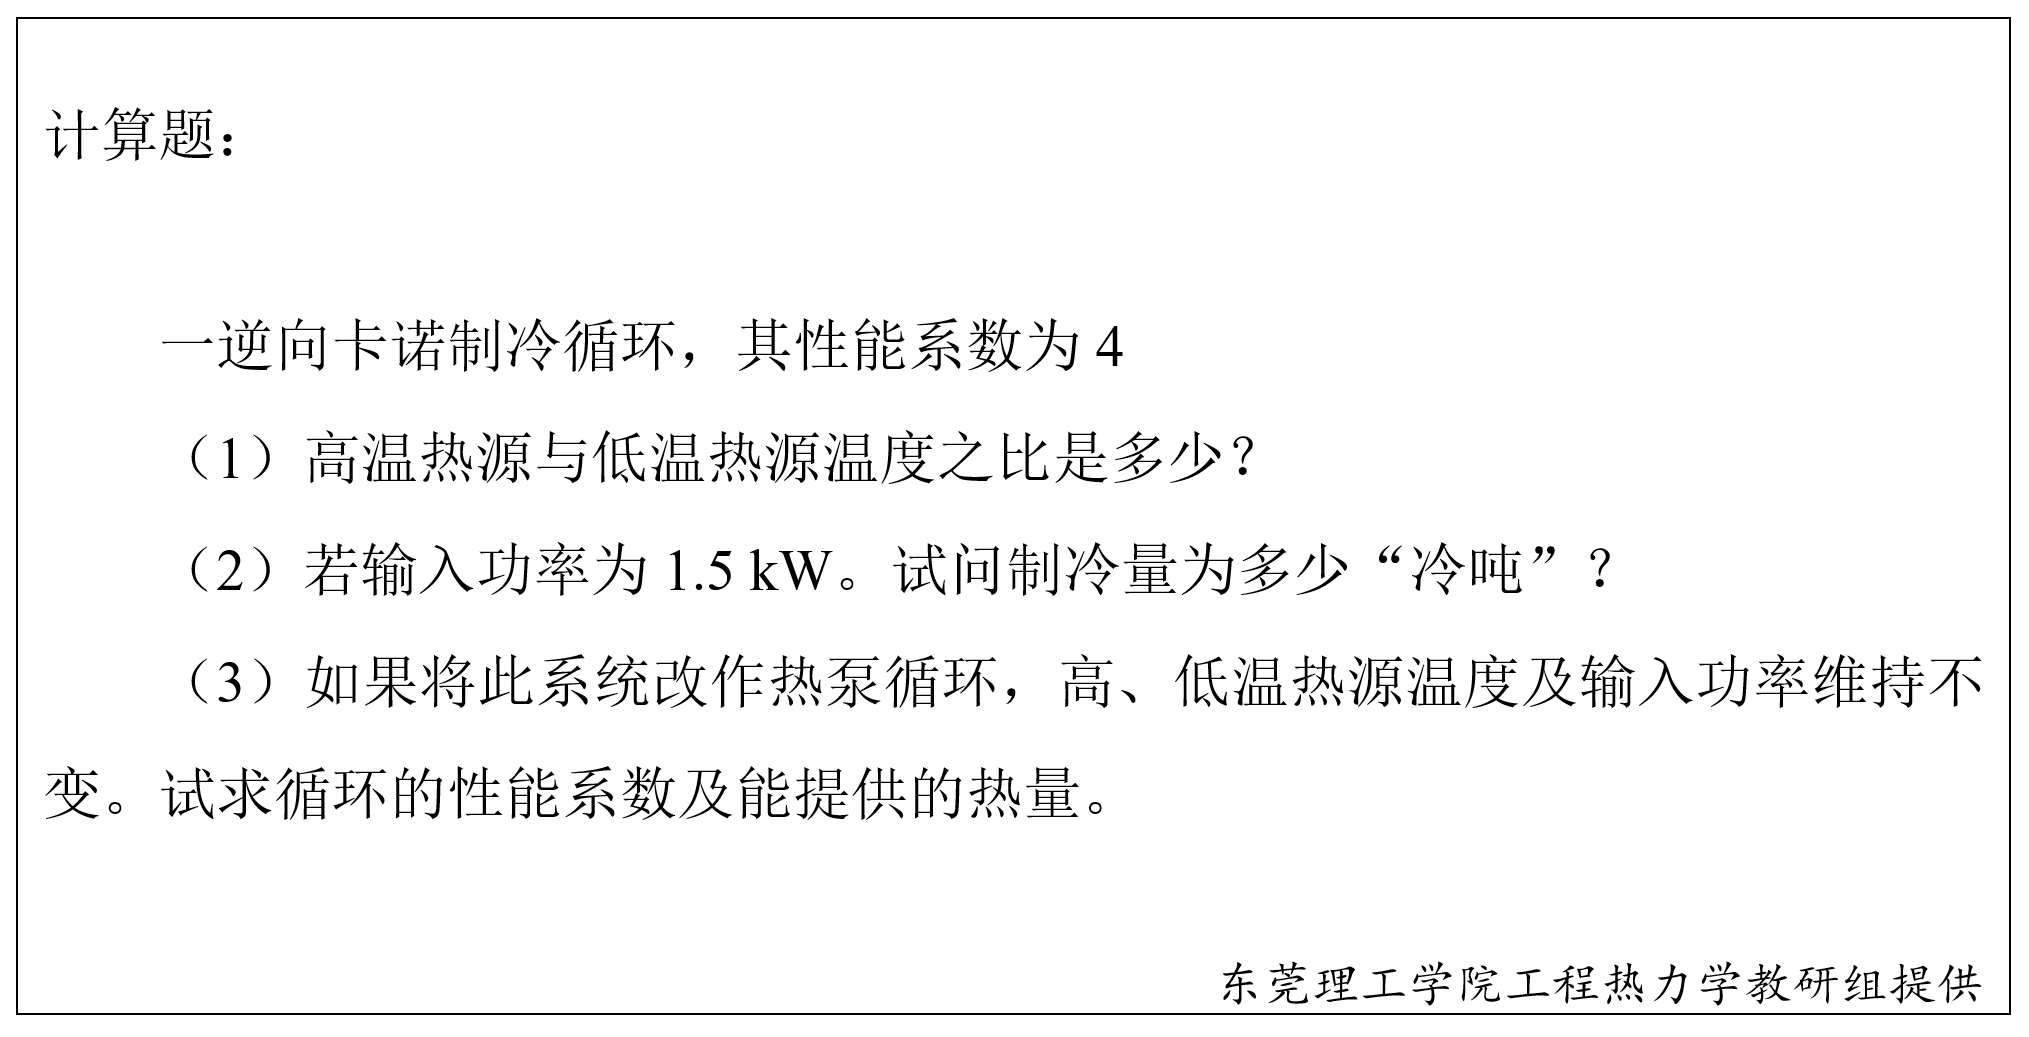 计算题：
一逆向卡诺制冷循环，其性能系数为 4
（1）高温热源与低温热源温度之比是多少？
（2）若输入功率为 1.5 kW。试问制冷量为多少“冷吨”？
（3）如果将此系统改作热泵循环，高、低温热源温度及输入功率维持不
变。试求循环的性能系数及能提供的热量。
东莞理工学院工程热力学教研组提供